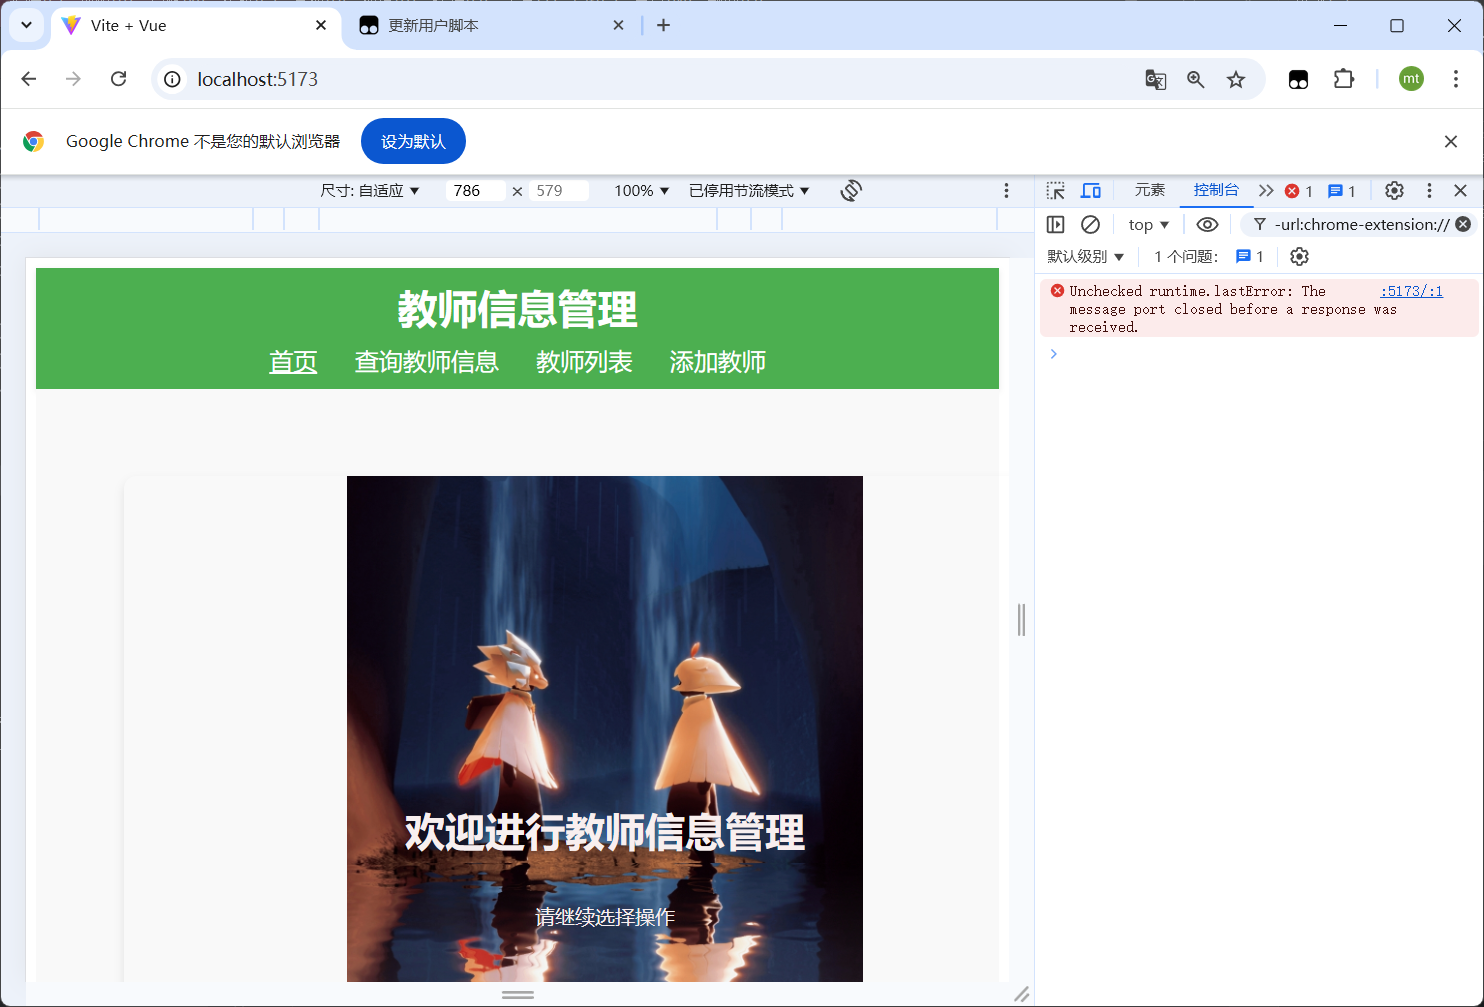 Vite + Vue
更新用户脚本
localhost:5173
mt
Google Chrome 不是您的默认浏览器
设为默认
尺寸: 自适应 ▼ 786 × 579 100% ▼ 已停用节流模式 ▼
元素 控制台 1 1
top ▼ -url:chrome-extension://
默认级别 ▼ 1 个问题: 1
Unchecked runtime.lastError: The :5173/:1
message port closed before a response was
received.
教师信息管理
首页 查询教师信息 教师列表 添加教师
欢迎进行教师信息管理
请继续选择操作